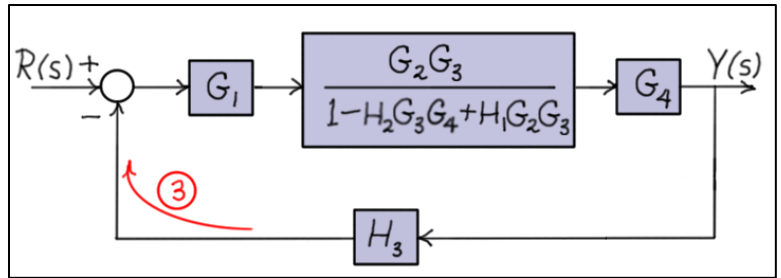 R(s) + G₁ G₂G₃ G₄ Y(s)
− 1−H₂G₃G₄+H₁G₂G₃
③
H₃